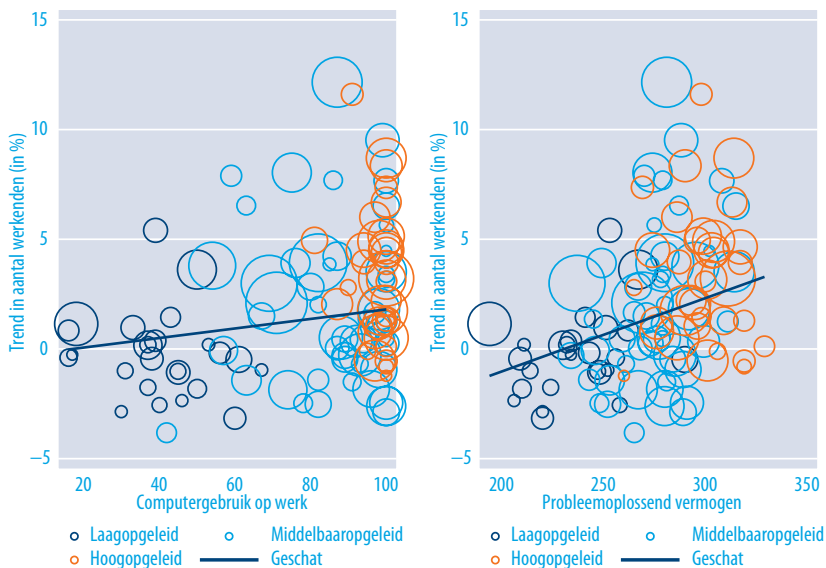 Trend in aantal werkenden (in %)
15
10
5
0
−5
20 40 60 80 100
Computergebruik op werk
Laagopgeleid Middelbaaropgeleid
Hoogopgeleid Geschat
Trend in aantal werkenden (in %)
15
10
5
0
−5
200 250 300 350
Probleemoplossend vermogen
Laagopgeleid Middelbaaropgeleid
Hoogopgeleid Geschat